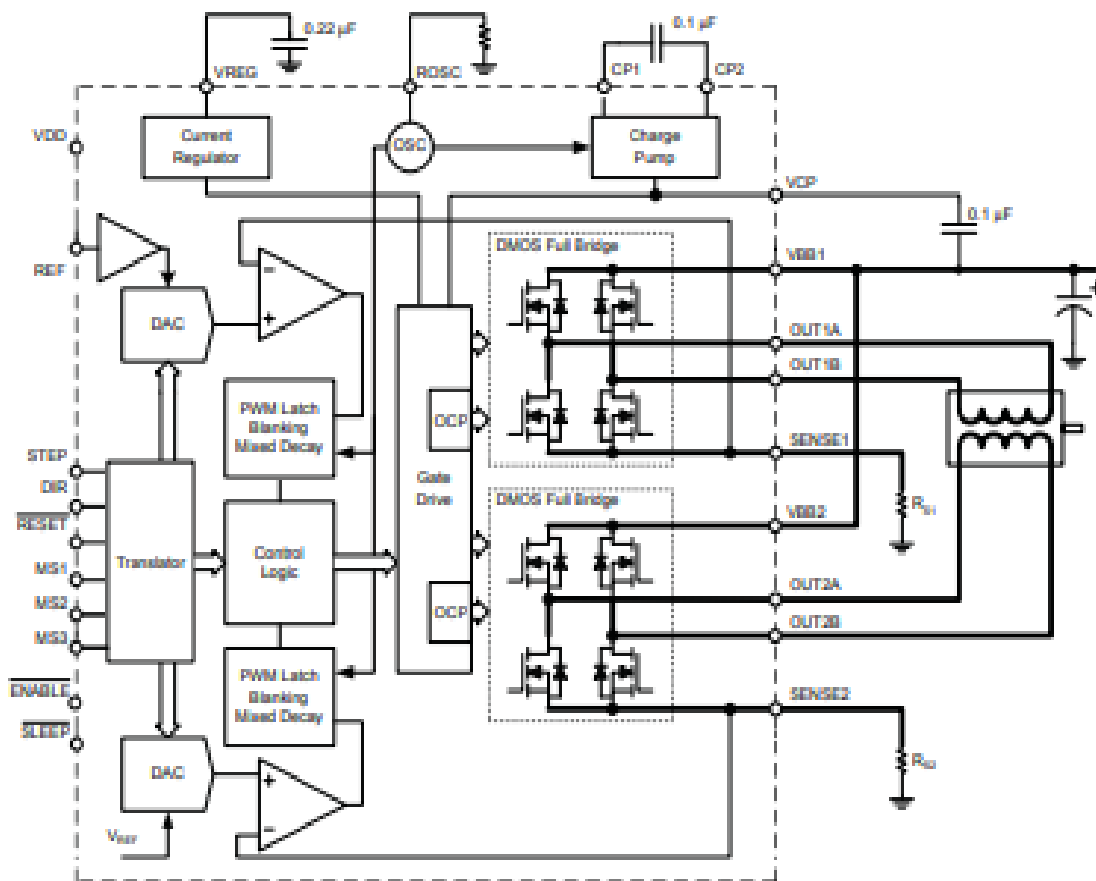 0.22 µF
0.1 µF
VREG
ROSC
CP1
CP2
VDD
Current
Regulator
OSC
Charge
Pump
VCP
0.1 µF
REF
DMOS Full Bridge
VBB1
+
DAC
−
+
OUT1A
OUT1B
PWM Latch
Blanking
Mixed Decay
OCP
SENSE1
STEP
DIR
RESET
MS1
MS2
MS3
Translator
Control
Logic
Gate
Drive
DMOS Full Bridge
VBB2
RS1
OUT2A
OCP
OUT2B
PWM Latch
Blanking
Mixed Decay
ENABLE
SLEEP
SENSE2
DAC
+
−
RS2
VREF